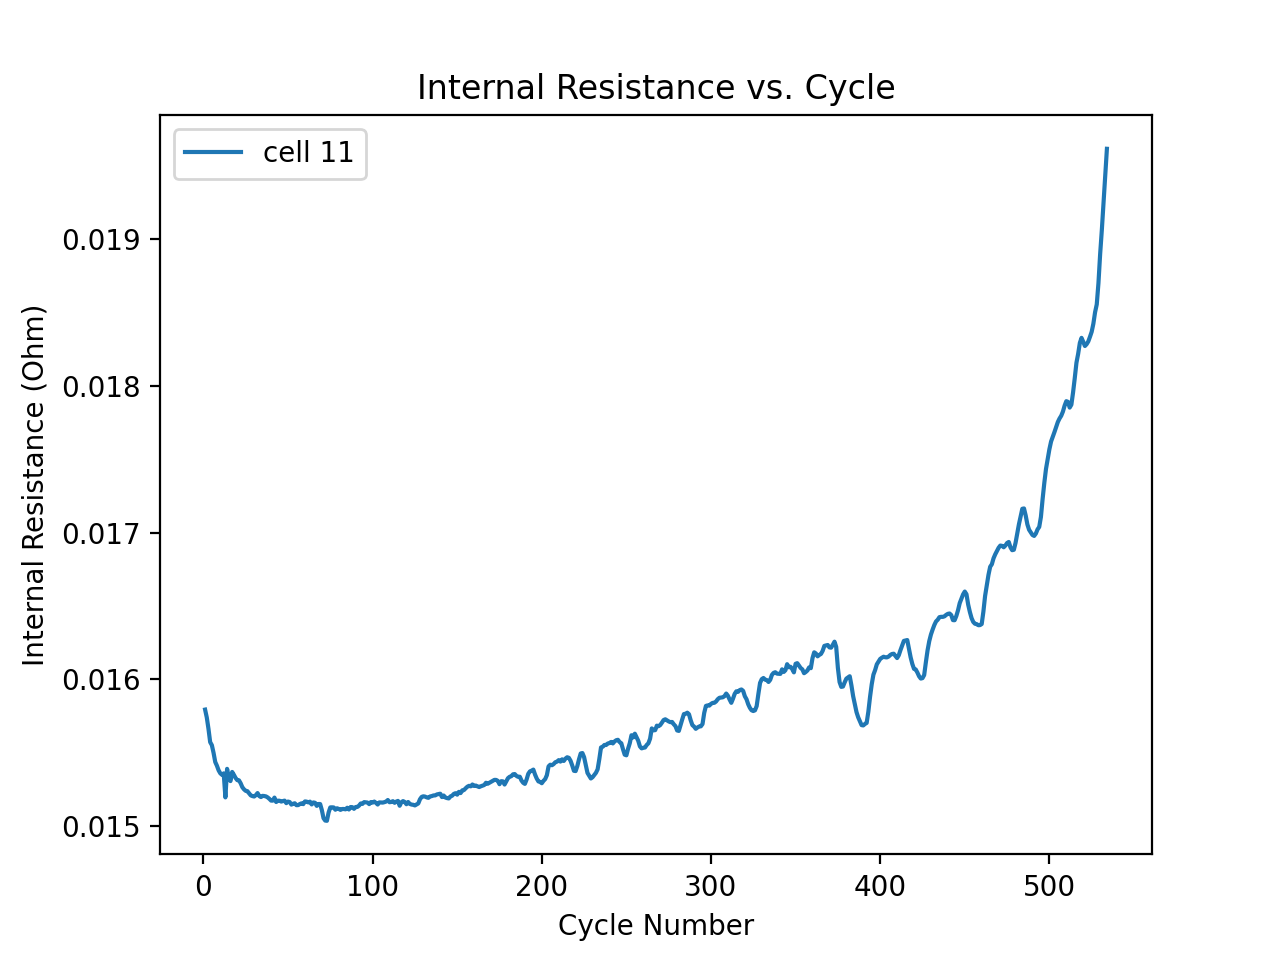 Internal Resistance vs. Cycle
cell 11
Internal Resistance (Ohm)
0.019
0.018
0.017
0.016
0.015
0 100 200 300 400 500
Cycle Number